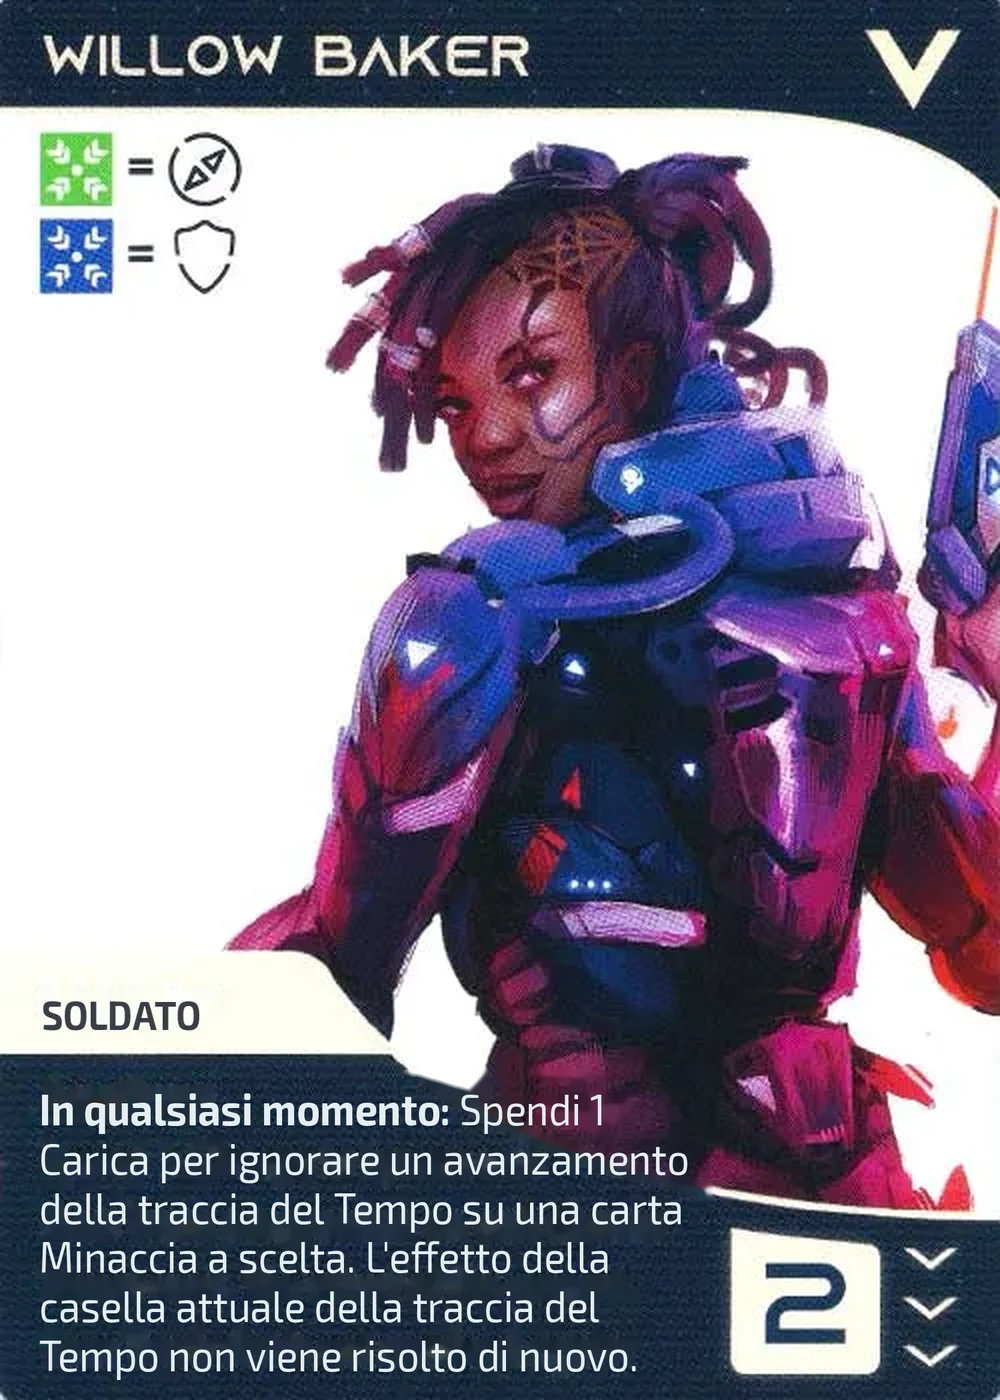 WILLOW BAKER
=
=
SOLDATO
In qualsiasi momento: Spendi 1
Carica per ignorare un avanzamento
della traccia del Tempo su una carta
Minaccia a scelta. L'effetto della
casella attuale della traccia del
Tempo non viene risolto di nuovo.
2